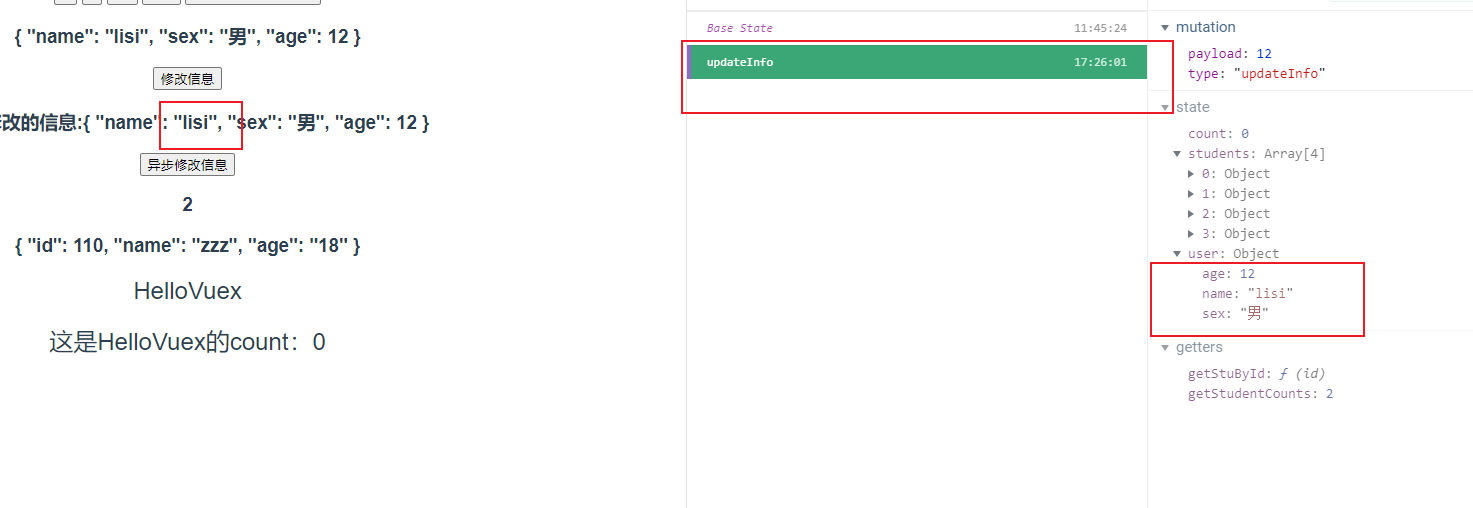 { "name": "lisi", "sex": "男", "age": 12 }
修改信息
改的信息:{ "name": "lisi", "sex": "男", "age": 12 }
异步修改信息
2
{ "id": 110, "name": "zzz", "age": "18" }
HelloVuex
这是HelloVuex的count：0
Base State 11:45:24
updateInfo 17:26:01
mutation
payload: 12
type: "updateInfo"
state
count: 0
students: Array[4]
0: Object
1: Object
2: Object
3: Object
user: Object
age: 12
name: "lisi"
sex: "男"
getters
getStuById: ƒ (id)
getStudentCounts: 2